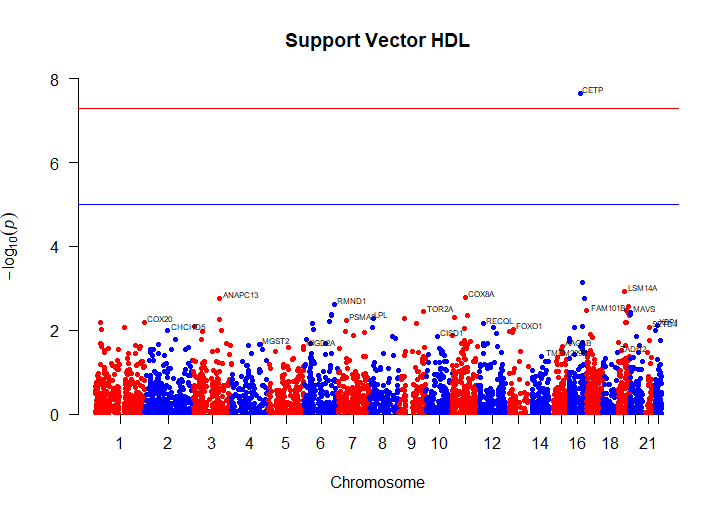 Support Vector HDL
8
6
4
2
0
−log10(p)
CETP
LSM14A
COX8A
ANAPC13
RMND1
FAM101B
MAVS
TOR2A
LPL
PSMA
COX20
RECQL
CHCHD5
FOXO1
CISD1
MGST2
1 2 3 4 5 6 7 8 9 10 11 12 14 16 18 21
Chromosome